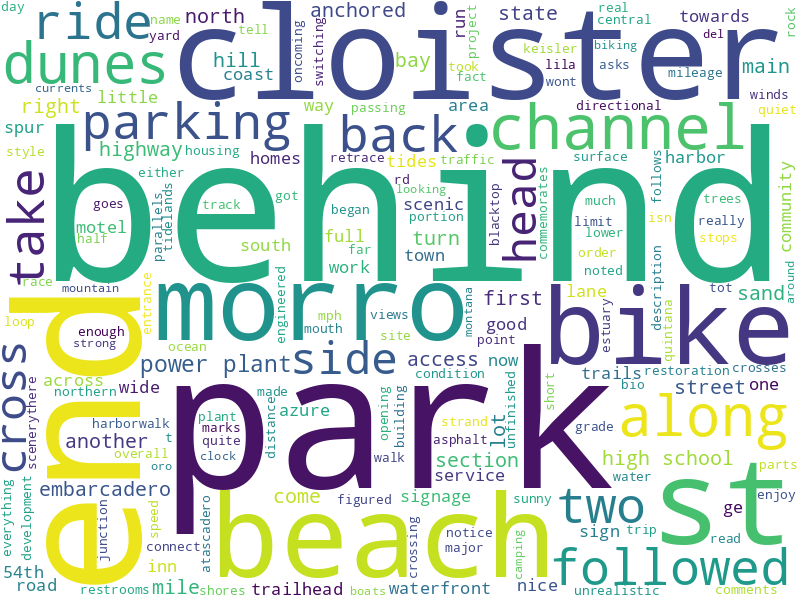 day name real central rock
ride cloister
yard tell north anchored run project state keisler biking towards del
oncoming switching took lila asks mileage main
dunes hill coast bay fact wont winds
currents little parking way passing area directional quiet
right back channel
spur highway housing homes retrace tides traffic surface follows harbor
style either rd looking trees community
take behind head
goes track got began scenic blacktop commemorates much limit lower really stops
motel parallels tidelands portion
half south full far turn town work order isn
race mountain entrance engineered mph mouth views montana noted description
morro first lane sand
loop enough strong ocean site good estuary quintana tot around
end power plant side access now point bike
cross northern across wide condition trails restoration crosses
scenerythere harborwalk made azure street bio one
another plant distance opening building lot unfinished short grade along
t marks quite clock walk strand asphalt
overall oro section high school parts
embarcadero park service water
everything development junction speed come signage two st
atascadero figured crossing notice major sunny sign trip ge read enjoy
54th connect inn beach camping followed
road restrooms mile shores trailhead boats waterfront nice unrealistic comments